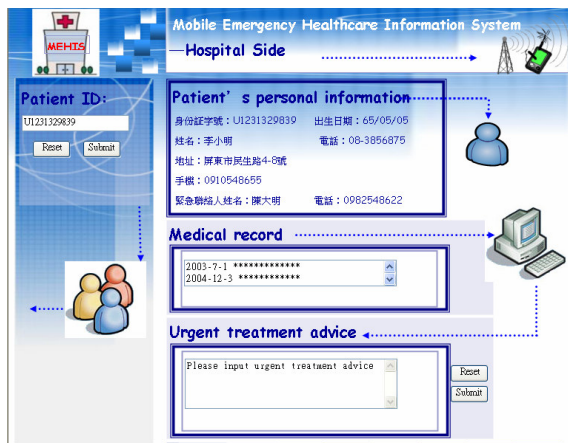 MEHIS
Mobile Emergency Healthcare Information System
—Hospital Side
Patient ID:
U1231329839
Reset Submit
Patient’s personal information
身份証字號：U1231329839 出生日期：65/05/05
姓名：李小明 電話：08-3856875
地址：屏東市民生路4-8號
手機：0910548655
緊急聯絡人姓名：陳大明 電話：0982548622
Medical record
2003-7-1 *************
2004-12-3 ************
Urgent treatment advice
Please input urgent treatment advice
Reset
Submit